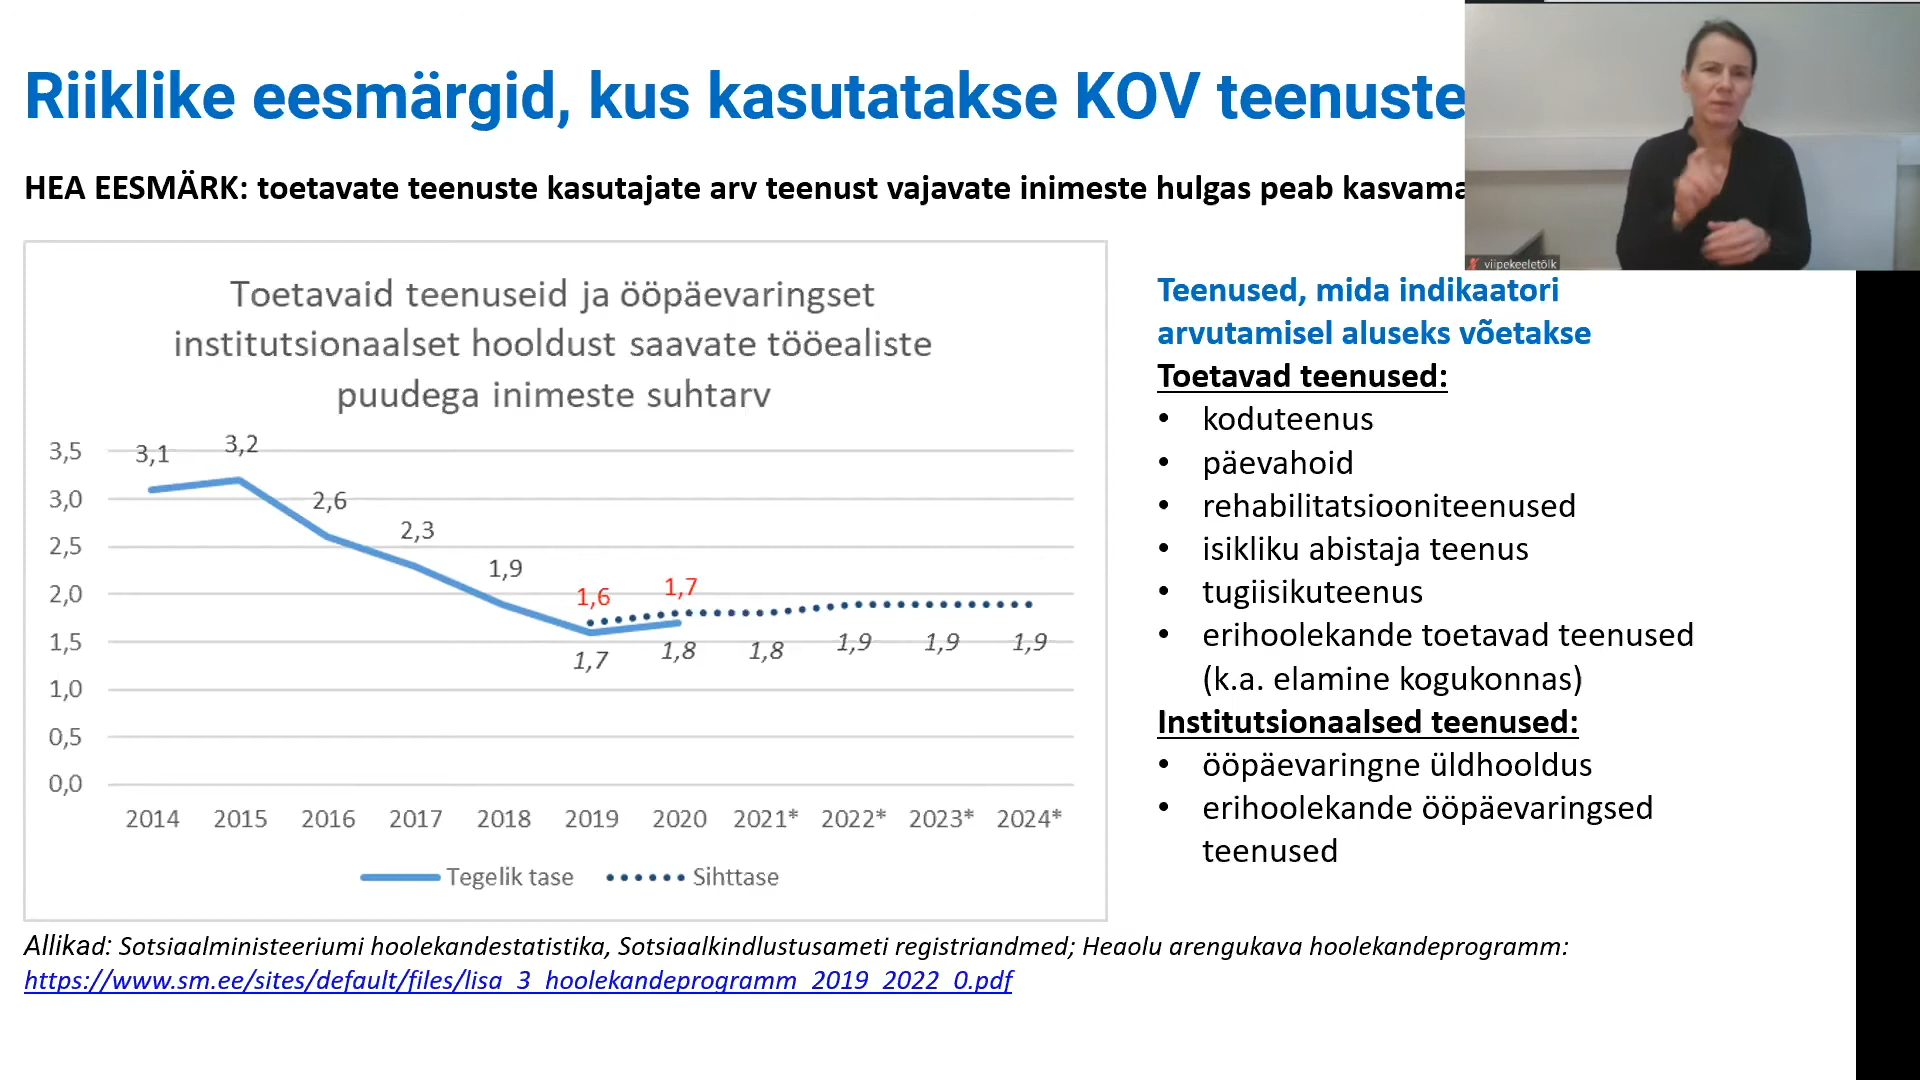 Riiklike eesmärgid, kus kasutatakse KOV teenuste
HEA EESMÄRK: toetavate teenuste kasutajate arv teenust vajavate inimeste hulgas peab kasvama
viipekeeletõlk
Toetavaid teenuseid ja ööpäevaringset
institutsionaalset hooldust saavate tööealiste
puudega inimeste suhtarv
3,5
3,0
2,5
2,0
1,5
1,0
0,5
0,0
3,1
3,2
2,6
2,3
1,9
1,6
1,7
1,7
1,8
1,8
1,9
1,9
1,9
2014 2015 2016 2017 2018 2019 2020 2021* 2022* 2023* 2024*
Tegelik tase Sihttase
Teenused, mida indikaatori
arvutamisel aluseks võetakse
Toetavad teenused:
• koduteenus
• päevahoid
• rehabilitatsiooniteenused
• isikliku abistaja teenus
• tugiisikuteenus
• erihoolekande toetavad teenused
(k.a. elamine kogukonnas)
Institutsionaalsed teenused:
• ööpäevaringne üldhooldus
• erihoolekande ööpäevaringsed
teenused
Allikad: Sotsiaalministeeriumi hoolekandestatistika, Sotsiaalkindlustusameti registriandmed; Heaolu arengukava hoolekandeprogramm:
https://www.sm.ee/sites/default/files/lisa_3_hoolekandeprogramm_2019_2022_0.pdf